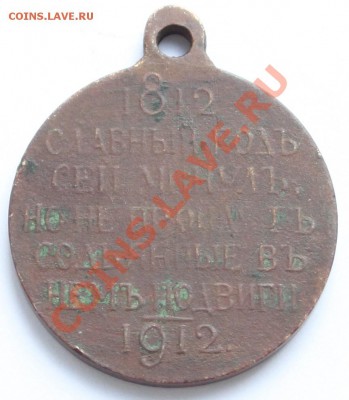 COINS.LAVE.RU
1812
СЛАВНЫЙ ГОДЪ
СЕЙ МИНУЛЪ,
НО НЕ ПРОЙДУТЪ
СОДѢЯННЫЕ ВЪ
НЕМЪ ПОДВИГИ
1912.
COINS.LAVE.RU